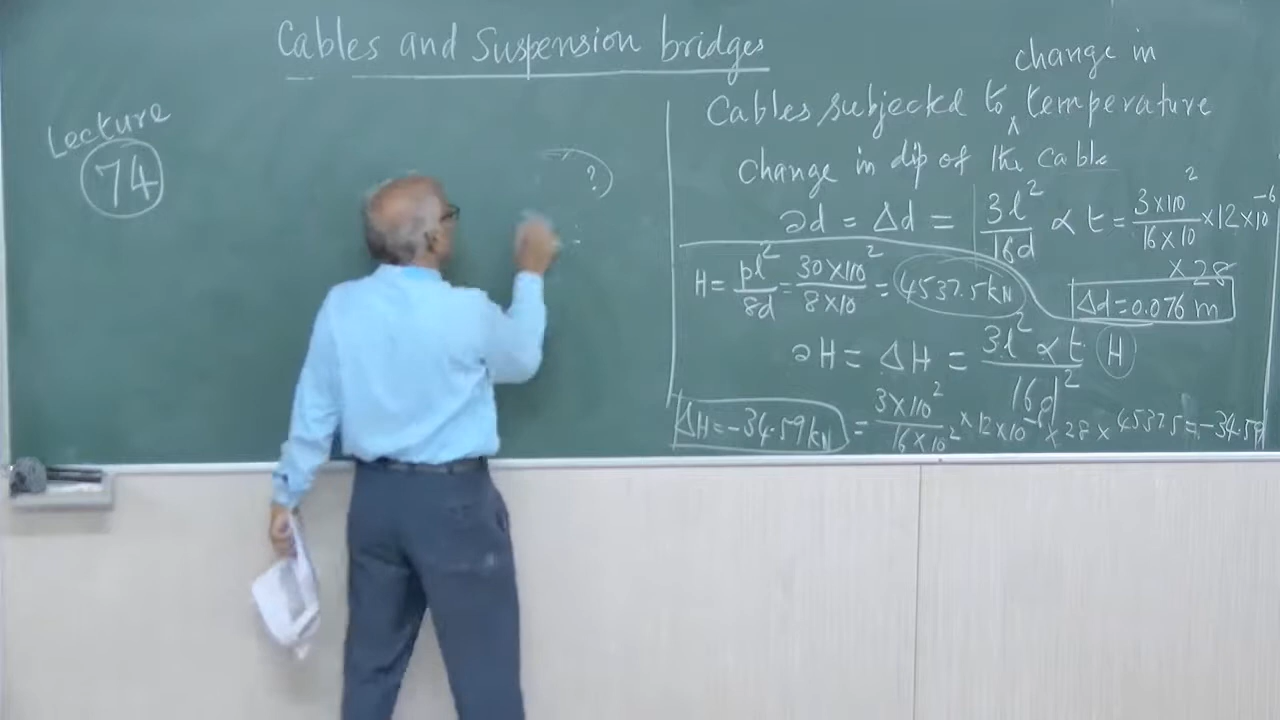 Cables and Suspension bridges
Lecture
74
?
change in
Cables subjected to ∧ temperature
Change in dip of the cable
∂d = Δd = 3l²/16d α t = 3×110²/16×10 ×12×10⁻⁶
×28
H = pl²/8d = 30×110²/8×10 = 4537.5 kN
Δd = 0.076 m
∂H = ΔH = 3l² α t/16d² H
ΔH = -34.59 kN = 3×110²/16×10² ×12×10⁻⁶ ×28× 4537.5 = -34.59